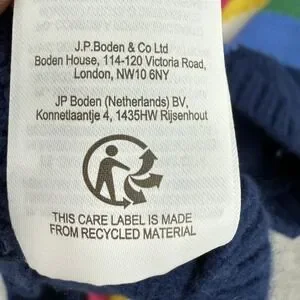 J.P.Boden & Co Ltd
Boden House, 114-120 Victoria Road,
London, NW10 6NY
JP Boden (Netherlands) BV,
Konnetlaantje 4, 1435HW Rijsenhout
THIS CARE LABEL IS MADE
FROM RECYCLED MATERIAL